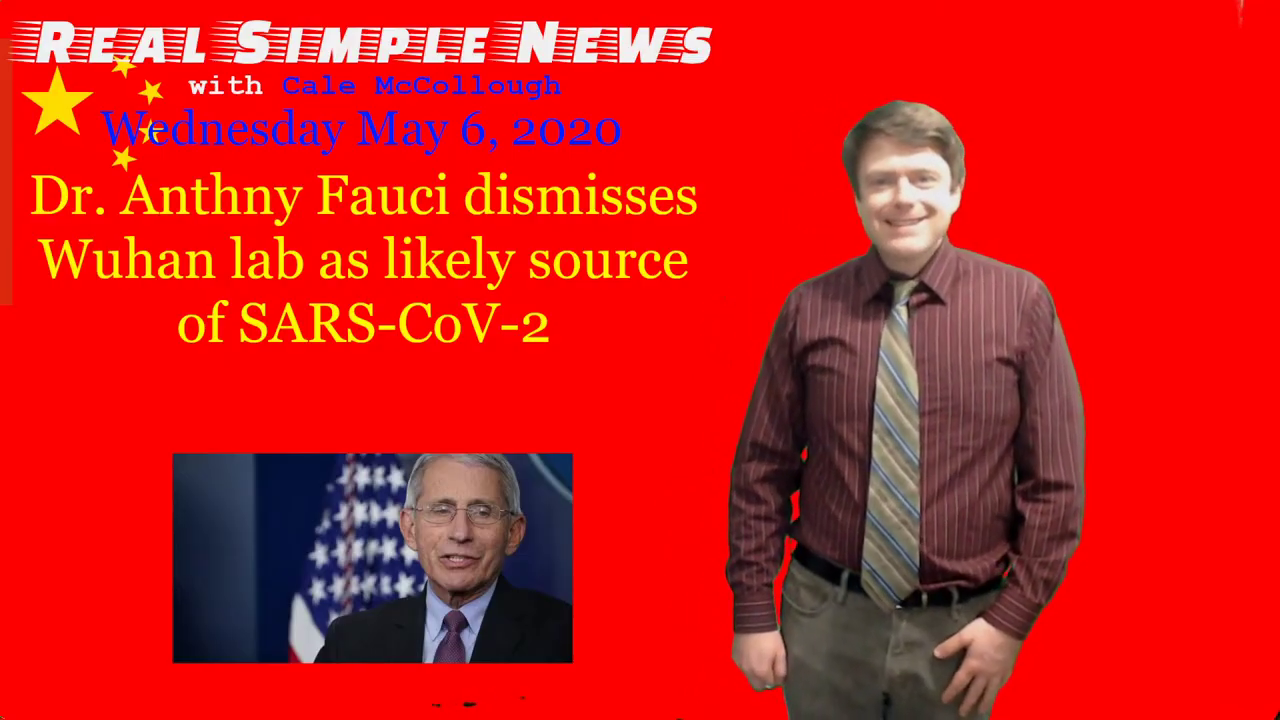 Real Simple News
with Cale McCollough
Wednesday May 6, 2020
Dr. Anthny Fauci dismisses
Wuhan lab as likely source
of SARS-CoV-2